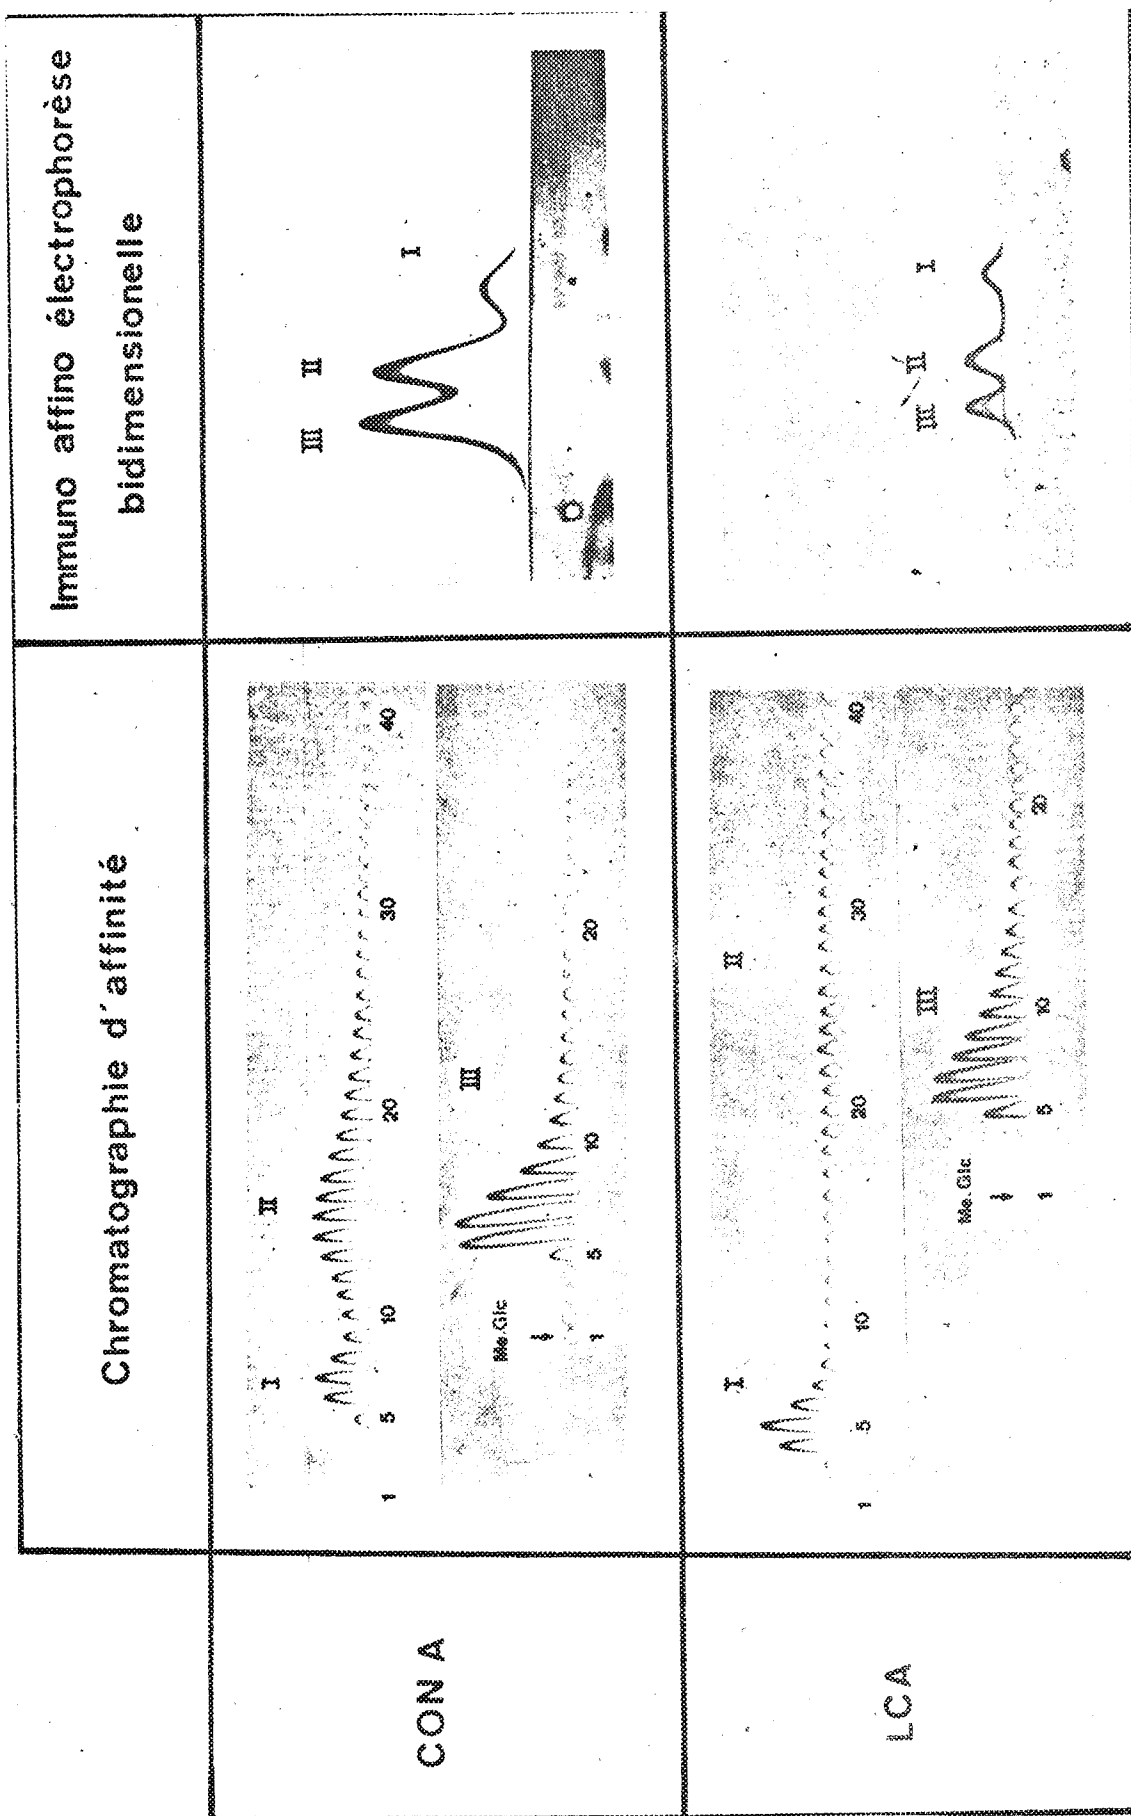 Chromatographie d'affinité
Immuno affino électrophorèse
bidimensionelle
CON A
I
II
1
5
10
20
30
40
III
Me.Glc
1
5
10
20
III
II
I
LCA
I
II
1
5
10
20
30
40
III
Me.Glc
1
5
10
20
III
II
I